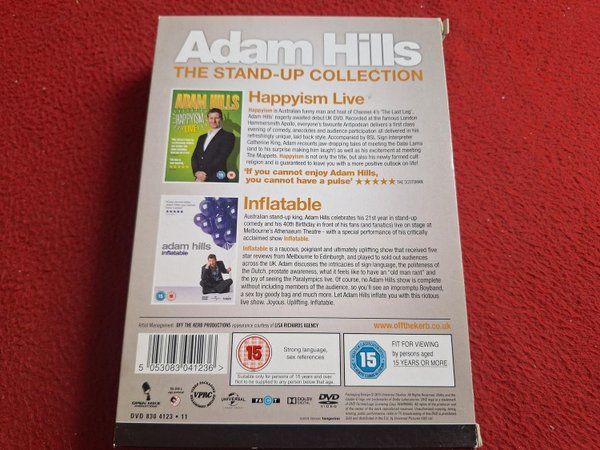 Adam Hills
THE STAND-UP COLLECTION
ADAM HILLS
HAPPYISM
LIVE!
Happyism Live
Happyism is Australian funny man and host of Channel 4's 'The Last Leg',
Adam Hills' eagerly awaited debut UK DVD. Recorded at the famous London
Hammersmith Apollo, everyone's favourite Antipodean delivers a first class
evening of comedy, anecdotes and audience participation all delivered in his
refreshingly unique, laid back style. Accompanied by BSL Sign Interpreter
Catherine King, Adam recounts jaw-dropping tales of meeting the Dalai Lama
(and to his surprise making him laugh!) as well as his excitement at meeting
The Muppets. Happyism is not only the title, but also his newly formed cult
religion and is guaranteed to leave you with a more positive outlook on life!
'If you cannot enjoy Adam Hills,
you cannot have a pulse' ★★★★★ THE SCOTSMAN
adam hills
inflatable
Inflatable
Australian stand-up king, Adam Hills celebrates his 21st year in stand-up
comedy and his 40th Birthday in front of his fans (and fanatics) live on stage at
Melbourne's Athenaeum Theatre - with a special performance of his critically
acclaimed show Inflatable.
Inflatable is a raucous, poignant and ultimately uplifting show that received five
star reviews from Melbourne to Edinburgh, and played to sold out audiences
across the UK. Adam discusses the intricacies of sign language, the politeness
of the Dutch, prostate awareness, what it feels like to have an "old man rant" and
the joy of seeing the Paralympics live. Of course, no Adam Hills show is complete
without including members of the audience, so you'll see an impromptu Boyband,
a sex toy goody bag and much more. Let Adam Hills inflate you with this riotous
live show. Joyous. Uplifting. Inflatable.
Artist Management: OFF THE KERB PRODUCTIONS appearance courtesy of LISA RICHARDS AGENCY
www.offthekerb.co.uk
5 053083 041236 >
15
Strong language,
sex references
Suitable only for persons of 15 years and over
Not to be supplied to any person below that age.
15
FIT FOR VIEWING
by persons aged
15 YEARS OR MORE
VPRC
UNIVERSAL
FACT
DOLBY
DVD
VIDEO
DVD 830 4123 • 11